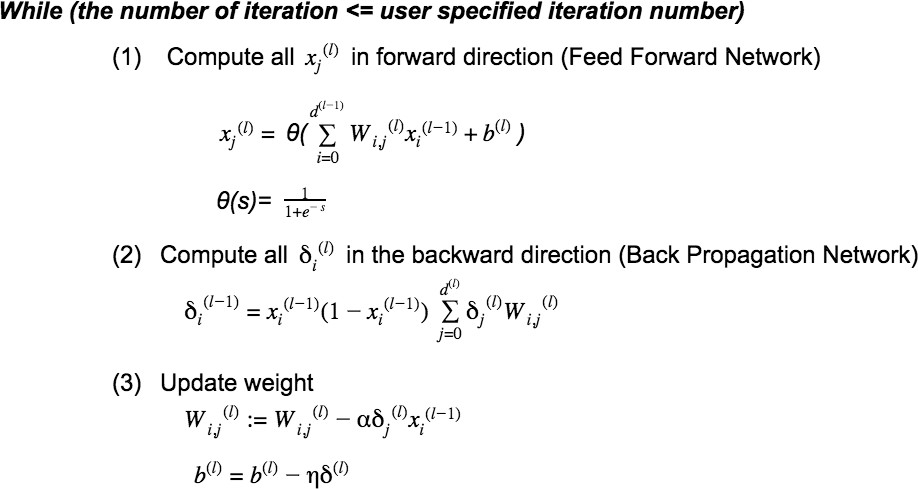 While (the number of iteration <= user specified iteration number)
(1) Compute all x_j^(l) in forward direction (Feed Forward Network)
x_j^(l) = θ( ∑_{i=0}^{d^(l−1)} W_{i,j}^(l) x_i^(l−1) + b^(l) )
θ(s)= 1/(1+e^{−s})
(2) Compute all δ_i^(l) in the backward direction (Back Propagation Network)
δ_i^(l−1) = x_i^(l−1)(1 − x_i^(l−1)) ∑_{j=0}^{d^(l)} δ_j^(l) W_{i,j}^(l)
(3) Update weight
W_{i,j}^(l) := W_{i,j}^(l) − αδ_j^(l) x_i^(l−1)
b^(l) = b^(l) − ηδ^(l)